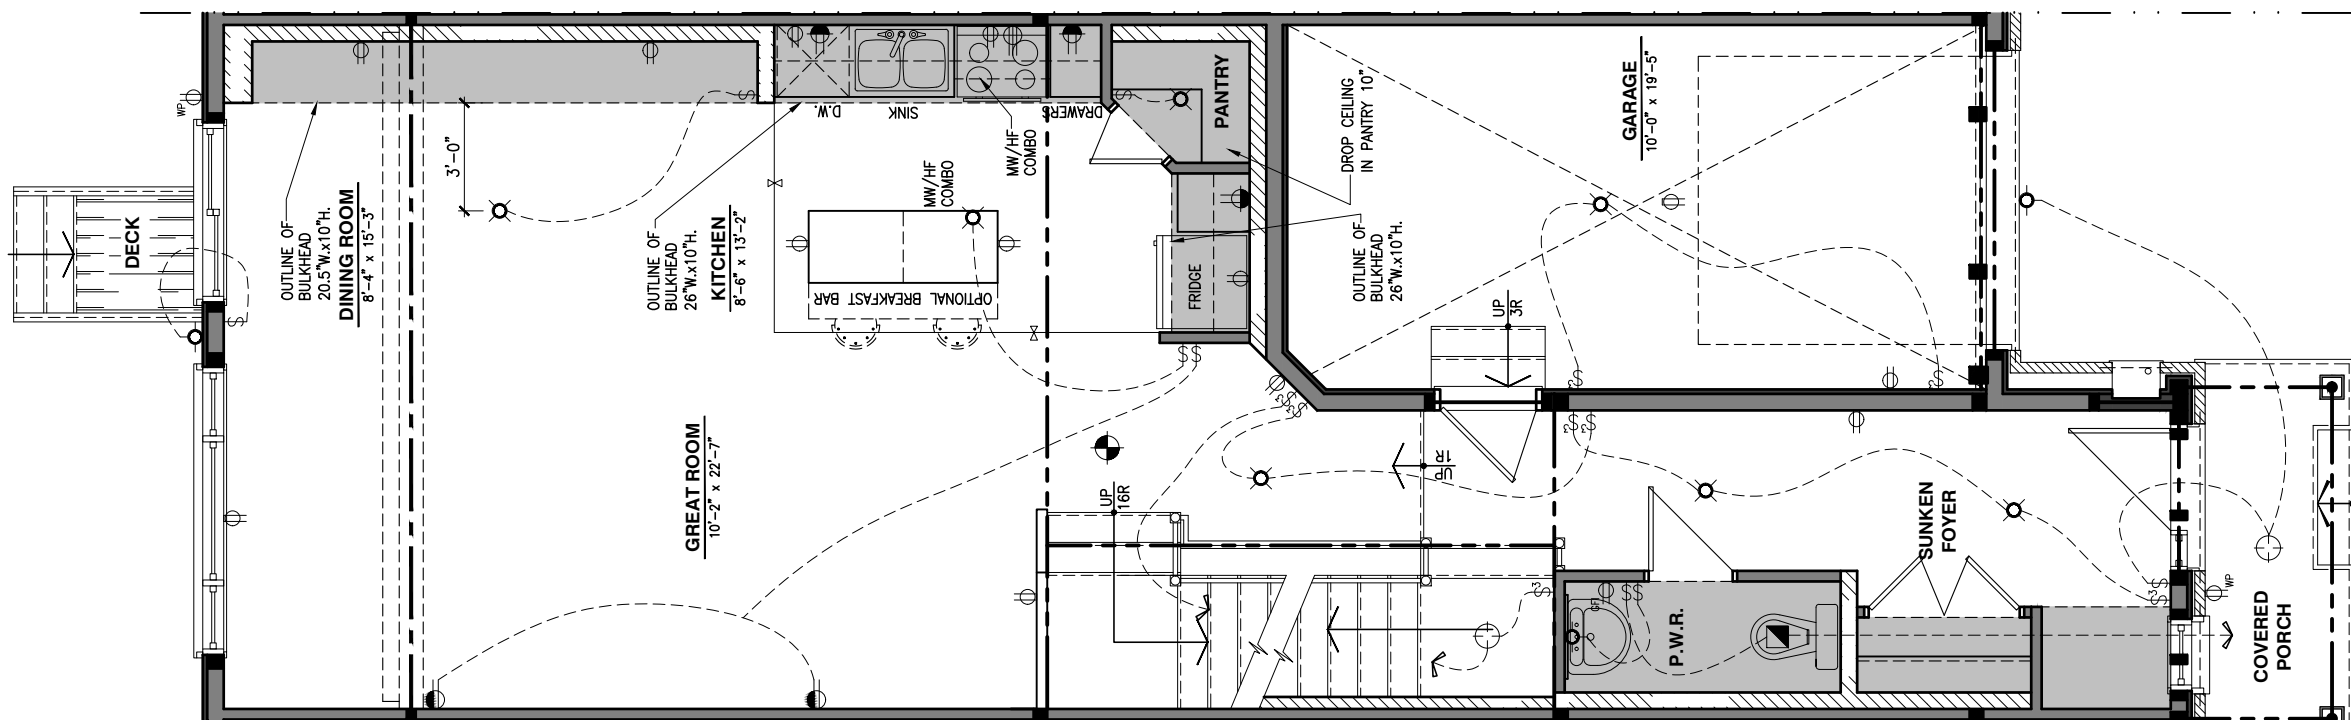 WP
DECK
OUTLINE OF
BULKHEAD
20.5"W.x10"H.
DINING ROOM
8'-4" x 15'-3"
3'-0"
OUTLINE OF
BULKHEAD
26"W.x10"H.
KITCHEN
8'-6" x 13'-2"
D.W.
SINK
DRAWERS
MW/HF
COMBO
MW/HF
COMBO
OPTIONAL BREAKFAST BAR
PANTRY
FRIDGE
DROP CEILING
IN PANTRY 10"
OUTLINE OF
BULKHEAD
26"W.x10"H.
GARAGE
10'-0" x 19'-5"
UP
3R
GREAT ROOM
10'-2" x 22'-7"
UP
16R
UP
1R
GFI
P.W.R.
SUNKEN
FOYER
WP
COVERED
PORCH